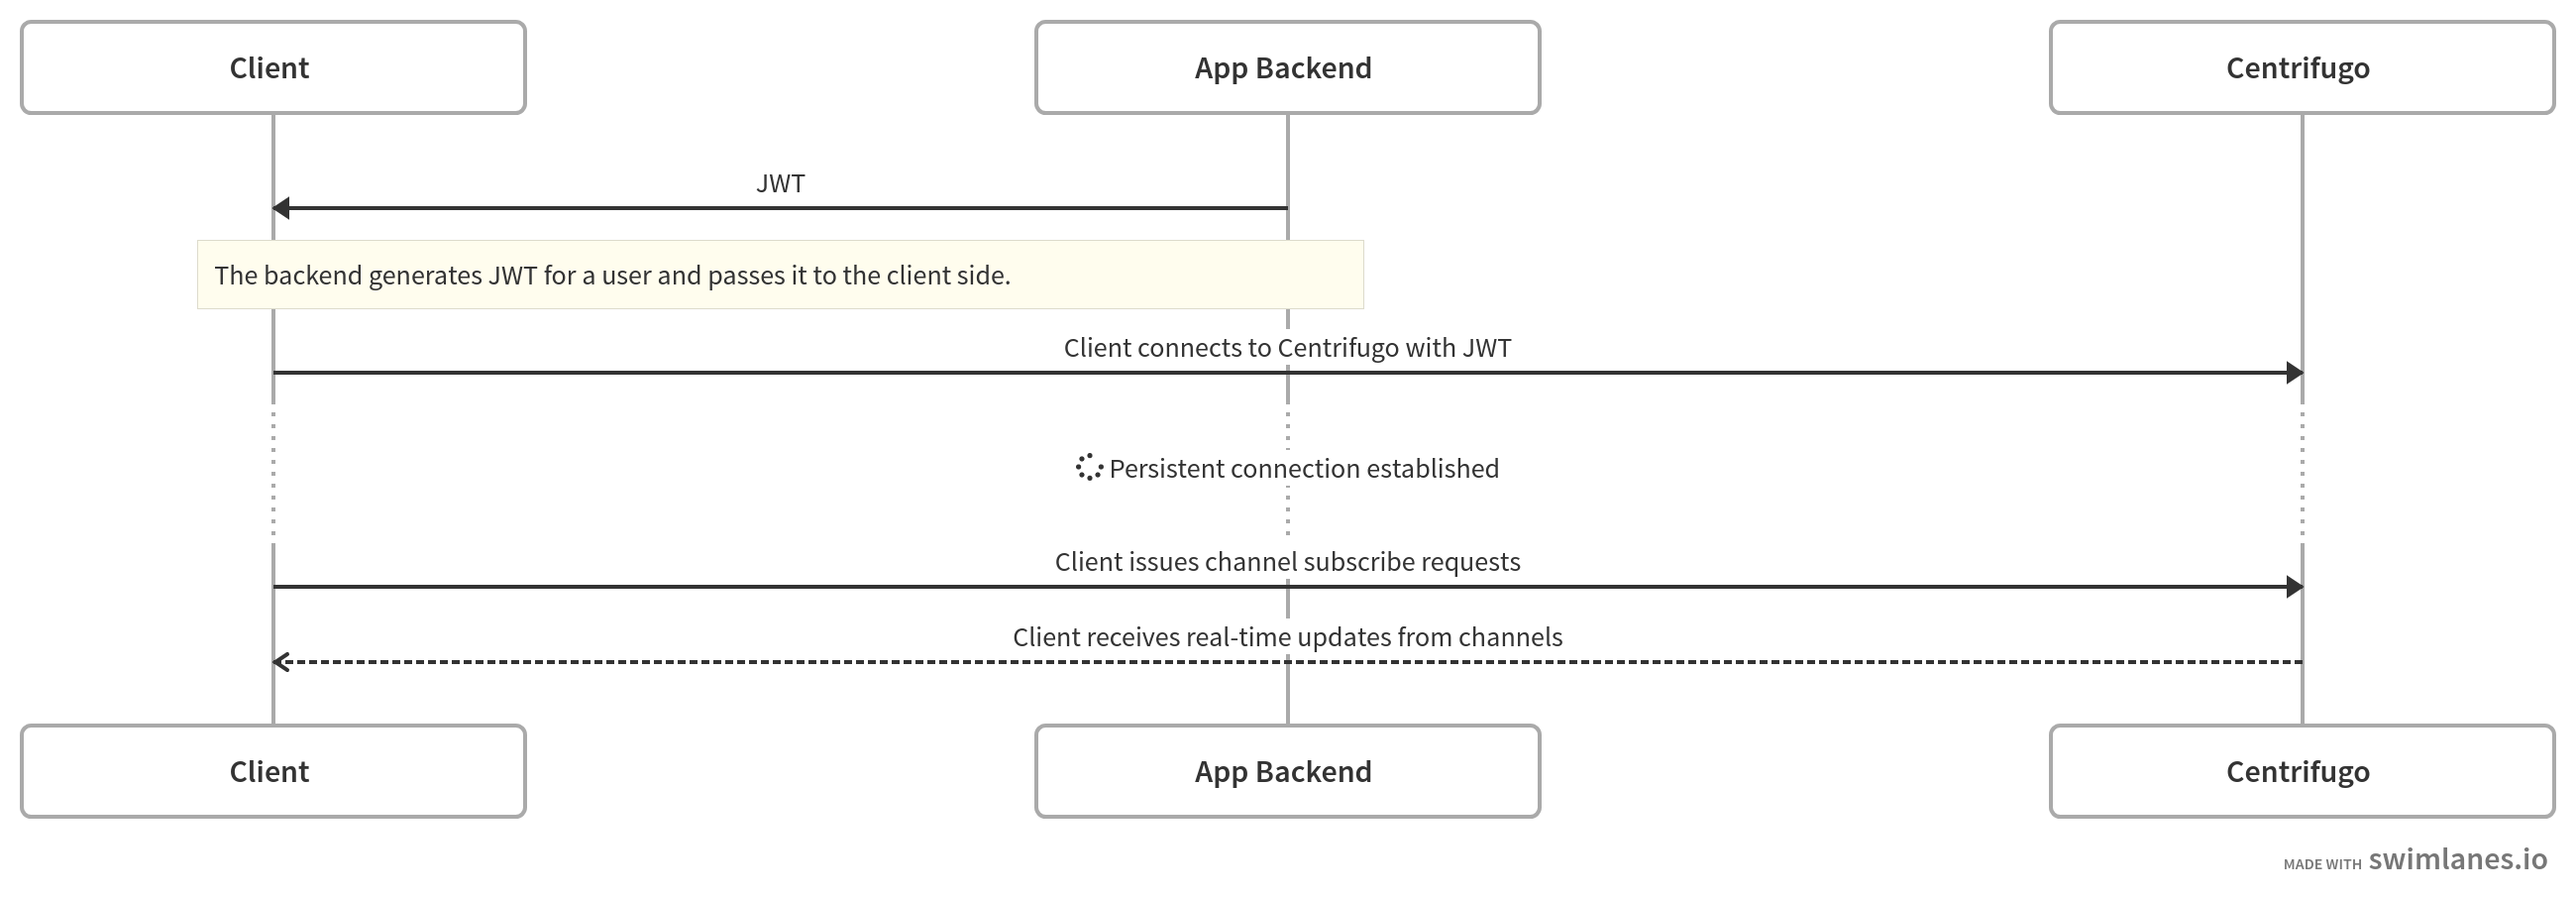 Client
App Backend
Centrifugo
JWT
The backend generates JWT for a user and passes it to the client side.
Client connects to Centrifugo with JWT
Persistent connection established
Client issues channel subscribe requests
Client receives real-time updates from channels
Client
App Backend
Centrifugo
MADE WITH swimlanes.io